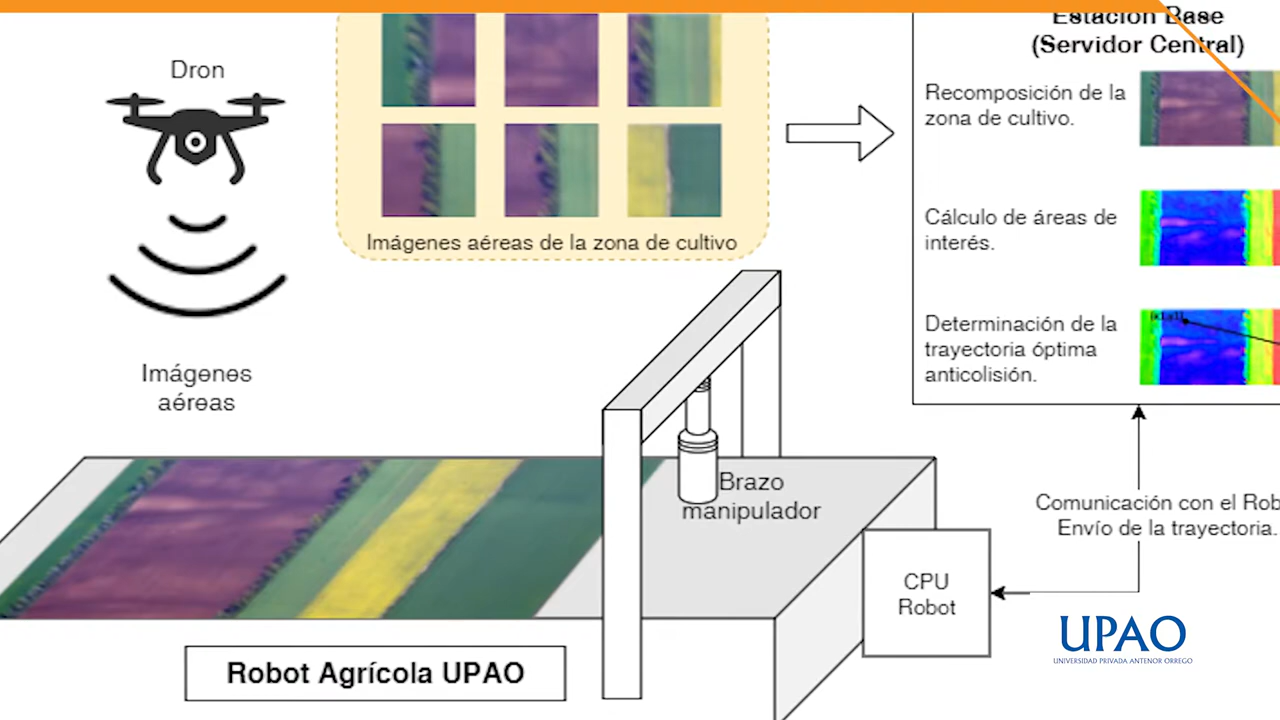 Dron
Imágenes
aéreas
Imágenes aéreas de la zona de cultivo
Estación Base
(Servidor Central)
Recomposición de la
zona de cultivo.
Cálculo de áreas de
interés.
Determinación de la
trayectoria óptima
anticolisión.
Brazo
manipulador
Comunicación con el
Envío de la trayectoria.
CPU
Robot
Robot Agrícola UPAO
UPAO
UNIVERSIDAD PRIVADA ANTENOR ORREGO